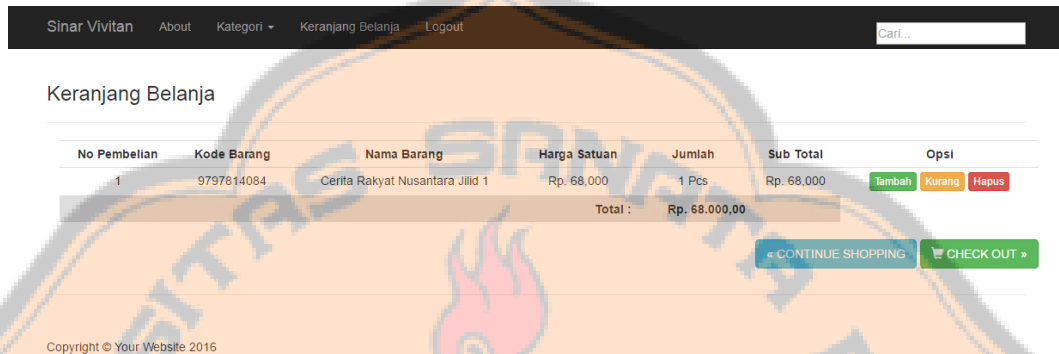 Sinar Vivitan About Kategori Keranjang Belanja Logout Cari...
Keranjang Belanja
No Pembelian Kode Barang Nama Barang Harga Satuan Jumlah Sub Total Opsi
1 9797814084 Cerita Rakyat Nusantara Jilid 1 Rp. 68,000 1 Pcs Rp. 68,000 Tambah Kurang Hapus
Total : Rp. 68.000,00
« CONTINUE SHOPPING CHECK OUT »
Copyright © Your Website 2016
SITAS SANATA